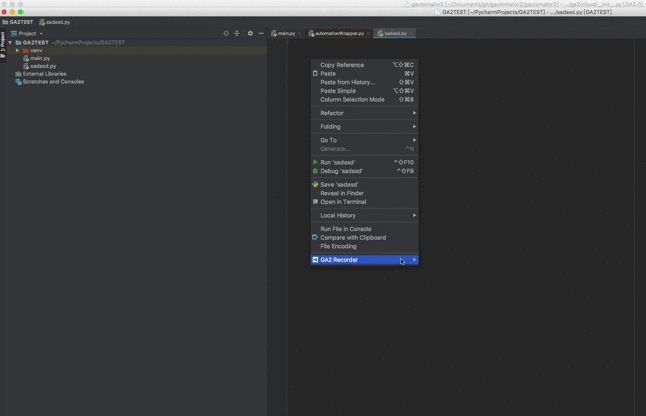 gautomator2 [~/Documents/git/gautomator2/gautomator2] - .../ga2/cloud/__init__.py [GA2.0]
GA2TEST [~/PycharmProjects/GA2TEST] - .../sadasd.py [GA2TEST]
GA2TEST sadasd.py
Project
main.py automationWrapper.py sadasd.py
1: Project
GA2TEST ~/PycharmProjects/GA2TEST
venv
main.py
sadasd.py
External Libraries
Scratches and Consoles
Copy Reference ⌥⇧⌘C
Paste ⌘V
Paste from History... ⇧⌘V
Paste Simple ⌥⇧⌘V
Column Selection Mode ⇧⌘8
Refactor
Folding
Go To
Generate... ^N
Run 'sadasd' ^⇧F10
Debug 'sadasd' ^⇧F9
Save 'sadasd'
Reveal in Finder
Open in Terminal
Local History
Run File in Console
Compare with Clipboard
File Encoding
GA2 Recorder